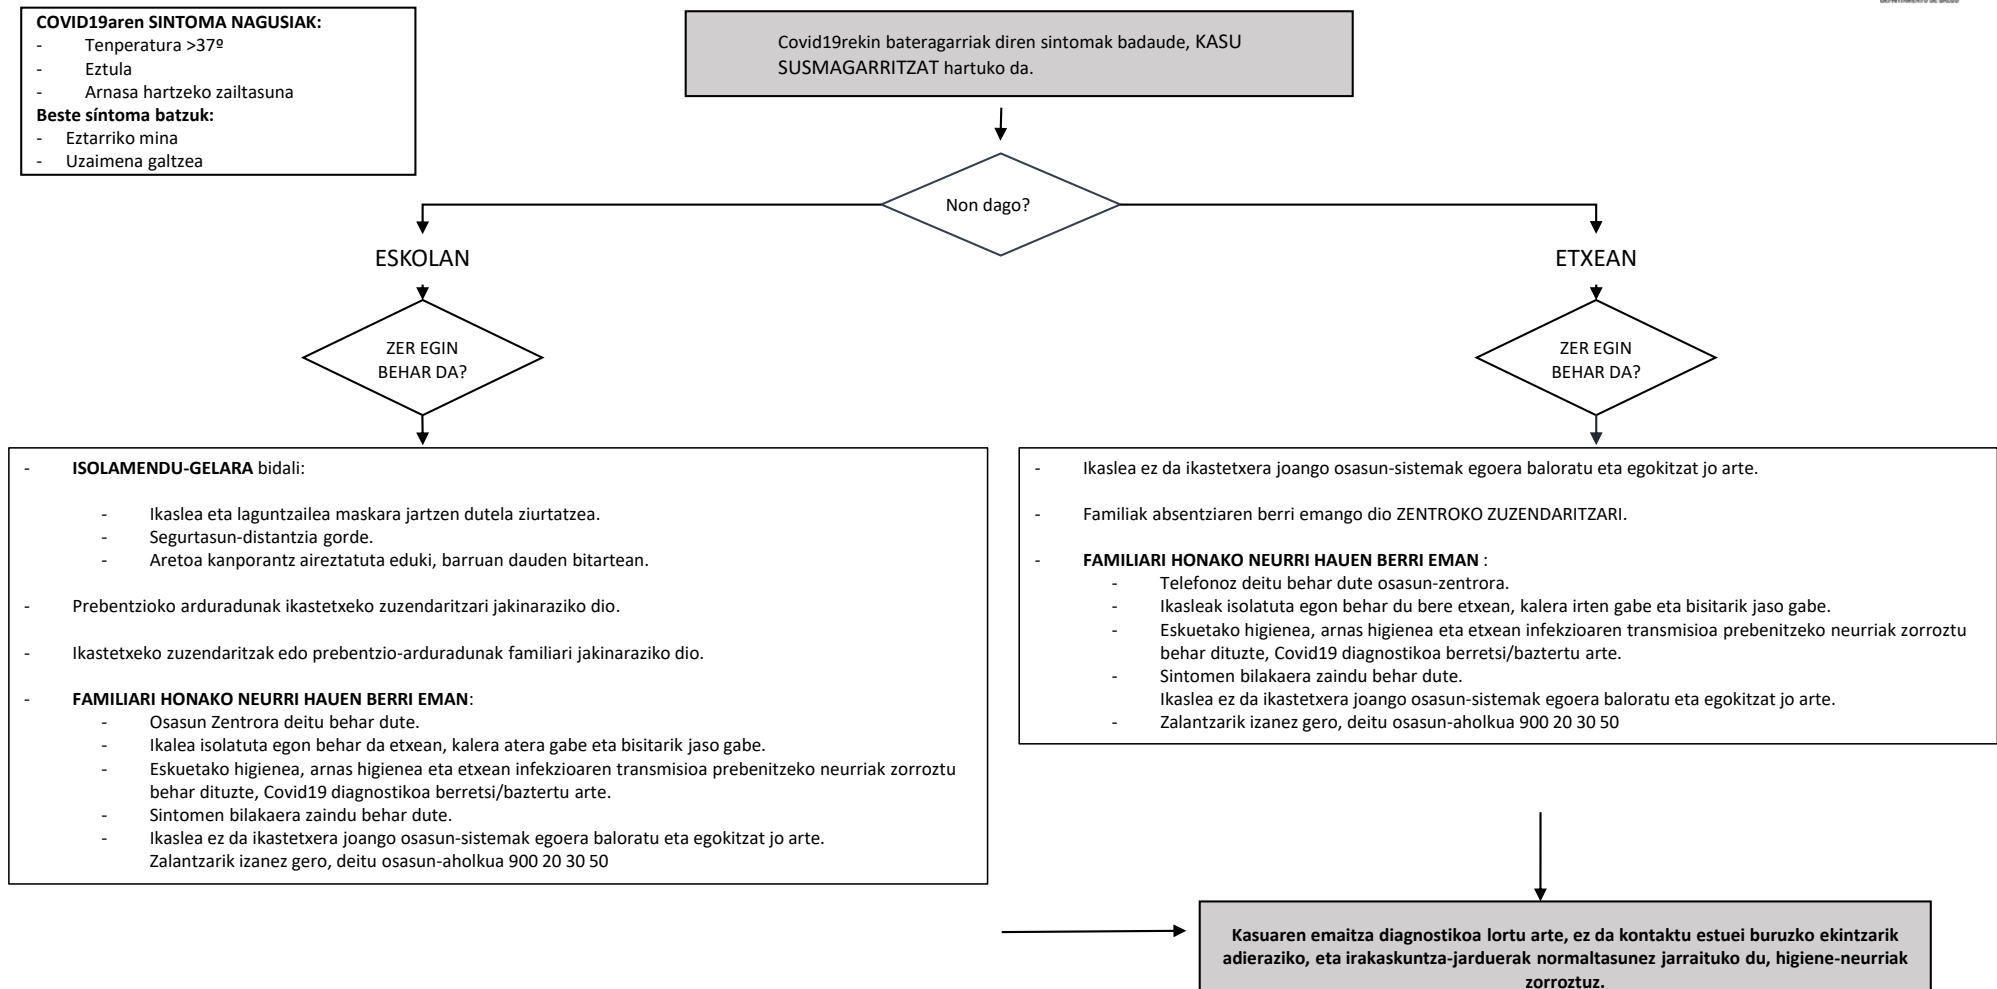 COVID19aren SINTOMA NAGUSIAK:
- Tenperatura >37º
- Eztula
- Arnasa hartzeko zailtasuna
Beste síntoma batzuk:
- Eztarriko mina
- Uzaimena galtzea
Covid19rekin bateragarriak diren sintomak badaude, KASU
SUSMAGARRITZAT hartuko da.
Non dago?
ESKOLAN
ZER EGIN
BEHAR DA?
- ISOLAMENDU-GELARA bidali:
- Ikaslea eta laguntzailea maskara jartzen dutela ziurtatzea.
- Segurtasun-distantzia gorde.
- Aretoa kanporantz aireztatuta eduki, barruan dauden bitartean.
- Prebentzioko arduradunak ikastetxeko zuzendaritzari jakinaraziko dio.
- Ikastetxeko zuzendaritzak edo prebentzio-arduradunak familiari jakinaraziko dio.
- FAMILIARI HONAKO NEURRI HAUEN BERRI EMAN:
- Osasun Zentrora deitu behar dute.
- Ikalea isolatuta egon behar da etxean, kalera atera gabe eta bisitarik jaso gabe.
- Eskuetako higienea, arnas higienea eta etxean infekzioaren transmisioa prebenitzeko neurriak zorroztu
behar dituzte, Covid19 diagnostikoa berretsi/baztertu arte.
- Sintomen bilakaera zaindu behar dute.
- Ikaslea ez da ikastetxera joango osasun-sistemak egoera baloratu eta egokitzat jo arte.
Zalantzarik izanez gero, deitu osasun-aholkua 900 20 30 50
ETXEAN
ZER EGIN
BEHAR DA?
- Ikaslea ez da ikastetxera joango osasun-sistemak egoera baloratu eta egokitzat jo arte.
- Familiak absentziaren berri emango dio ZENTROKO ZUZENDARITZARI.
- FAMILIARI HONAKO NEURRI HAUEN BERRI EMAN :
- Telefonoz deitu behar dute osasun-zentrora.
- Ikasleak isolatuta egon behar du bere etxean, kalera irten gabe eta bisitarik jaso gabe.
- Eskuetako higienea, arnas higienea eta etxean infekzioaren transmisioa prebenitzeko neurriak zorroztu
behar dituzte, Covid19 diagnostikoa berretsi/baztertu arte.
- Sintomen bilakaera zaindu behar dute.
Ikaslea ez da ikastetxera joango osasun-sistemak egoera baloratu eta egokitzat jo arte.
- Zalantzarik izanez gero, deitu osasun-aholkua 900 20 30 50
Kasuaren emaitza diagnostikoa lortu arte, ez da kontaktu estuei buruzko ekintzarik
adieraziko, eta irakaskuntza-jarduerak normaltasunez jarraituko du, higiene-neurriak
zorroztuz.